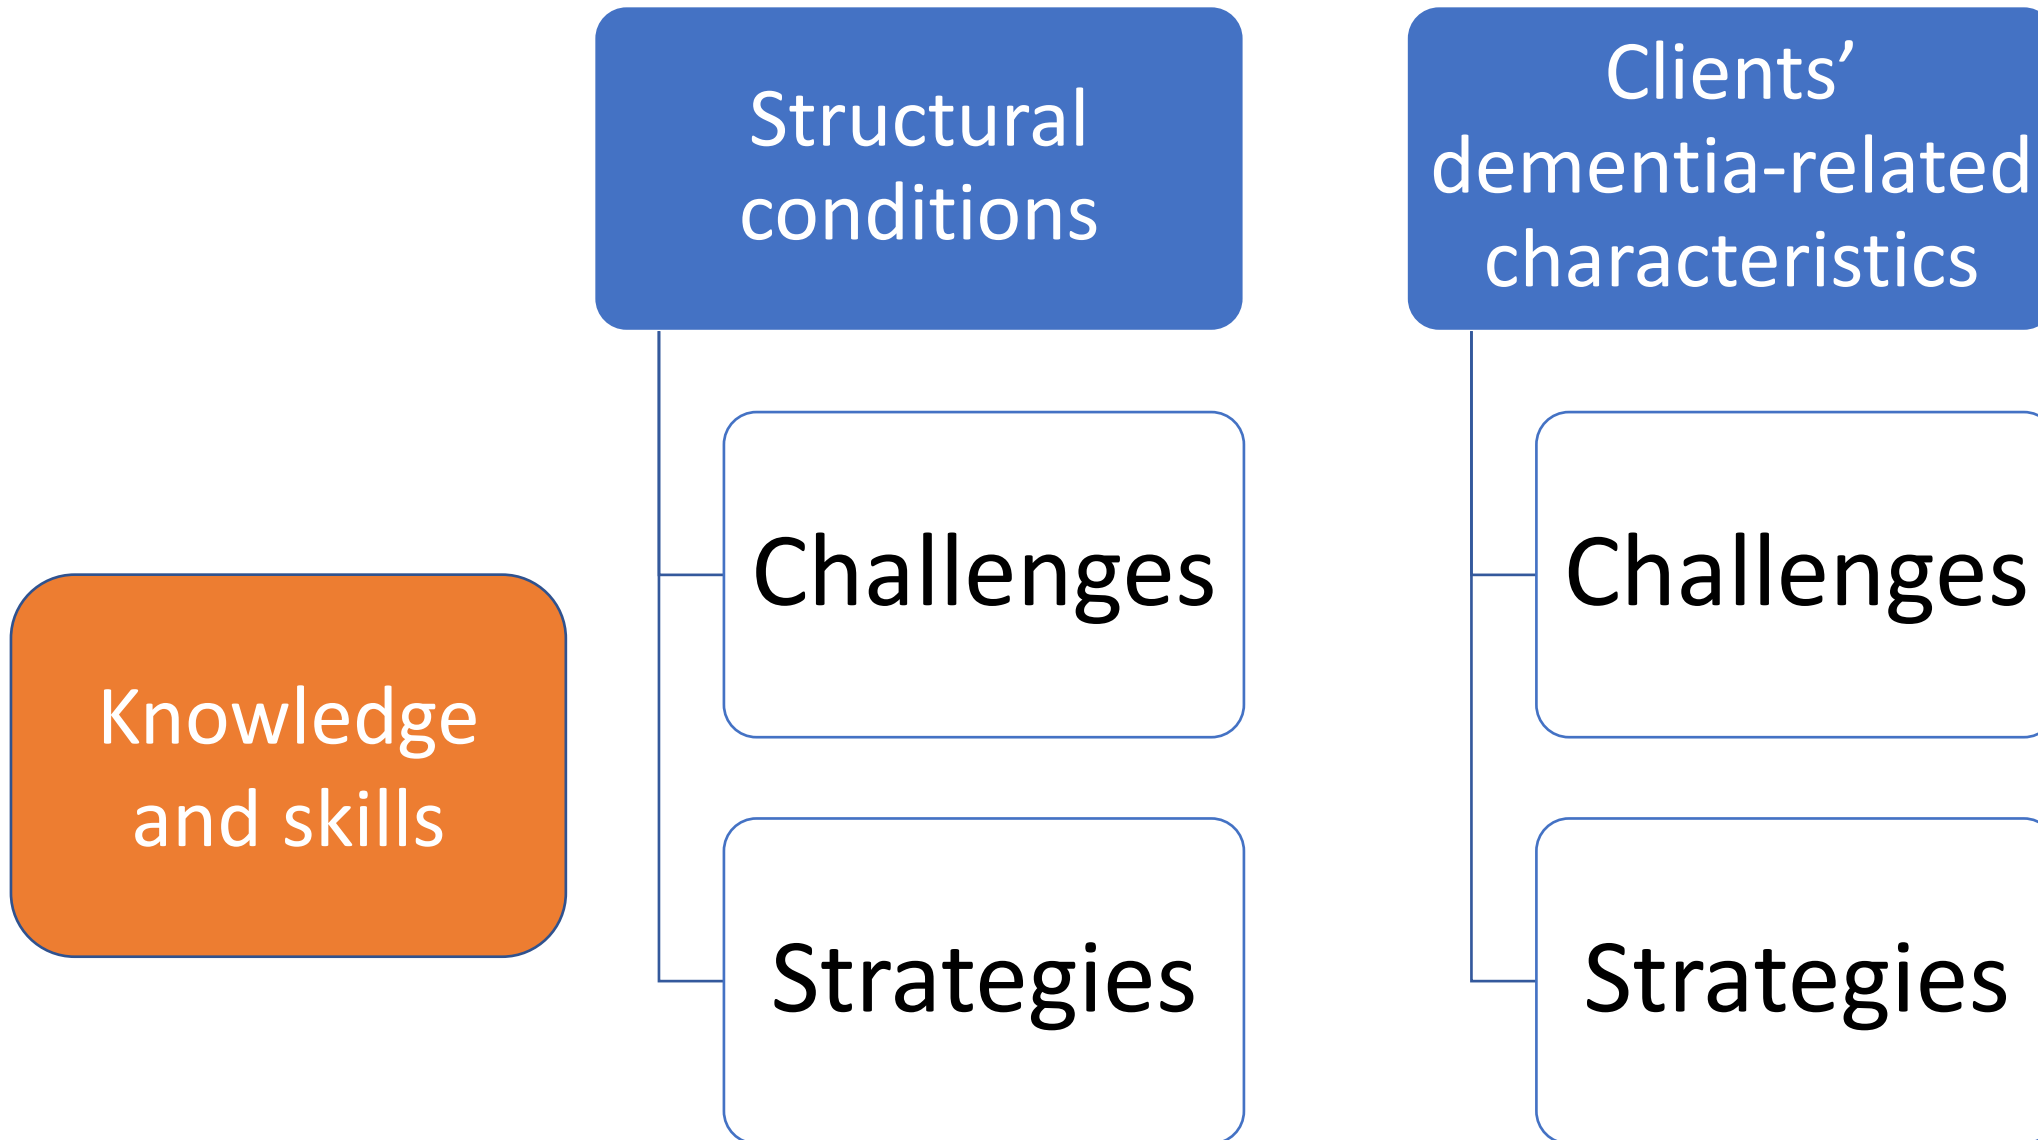 Structural
conditions
Clients’
dementia-related
characteristics
Challenges
Challenges
Knowledge
and skills
Strategies
Strategies